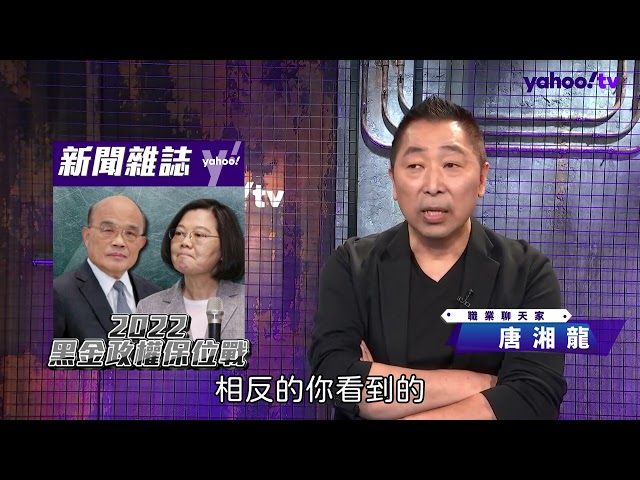 yahoo!tv
新聞雜誌
yahoo!
!tv
2022
黑金政權保位戰
職業聊天家
唐湘龍
相反的你看到的